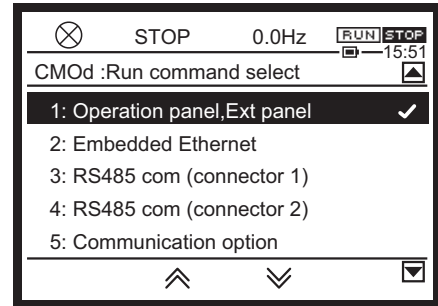 STOP 0.0Hz RUN STOP
15:51
CMOd :Run command select
1: Operation panel,Ext panel
2: Embedded Ethernet
3: RS485 com (connector 1)
4: RS485 com (connector 2)
5: Communication option